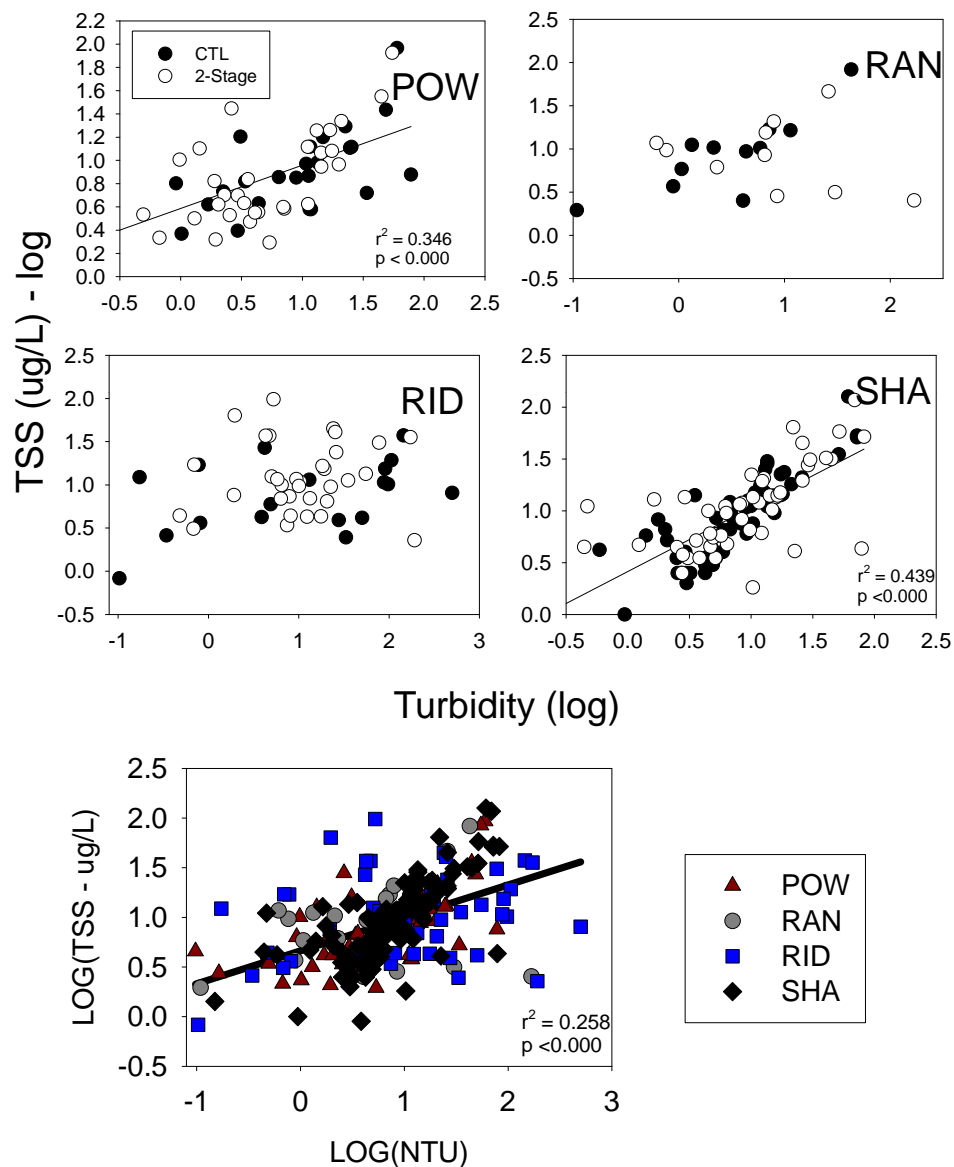 CTL
2-Stage
POW
2.2
2.0
1.8
1.6
1.4
1.2
1.0
0.8
0.6
0.4
0.2
0.0
r² = 0.346
p < 0.000
-0.5 0.0 0.5 1.0 1.5 2.0 2.5
RAN
2.5
2.0
1.5
1.0
0.5
0.0
-0.5
-1 0 1 2
TSS (ug/L) - log
RID
2.5
2.0
1.5
1.0
0.5
0.0
-0.5
-1 0 1 2 3
SHA
2.5
2.0
1.5
1.0
0.5
0.0
r² = 0.439
p <0.000
-0.5 0.0 0.5 1.0 1.5 2.0 2.5
Turbidity (log)
LOG(TSS - ug/L)
2.5
2.0
1.5
1.0
0.5
0.0
-0.5
r² = 0.258
p <0.000
-1 0 1 2 3
LOG(NTU)
POW
RAN
RID
SHA